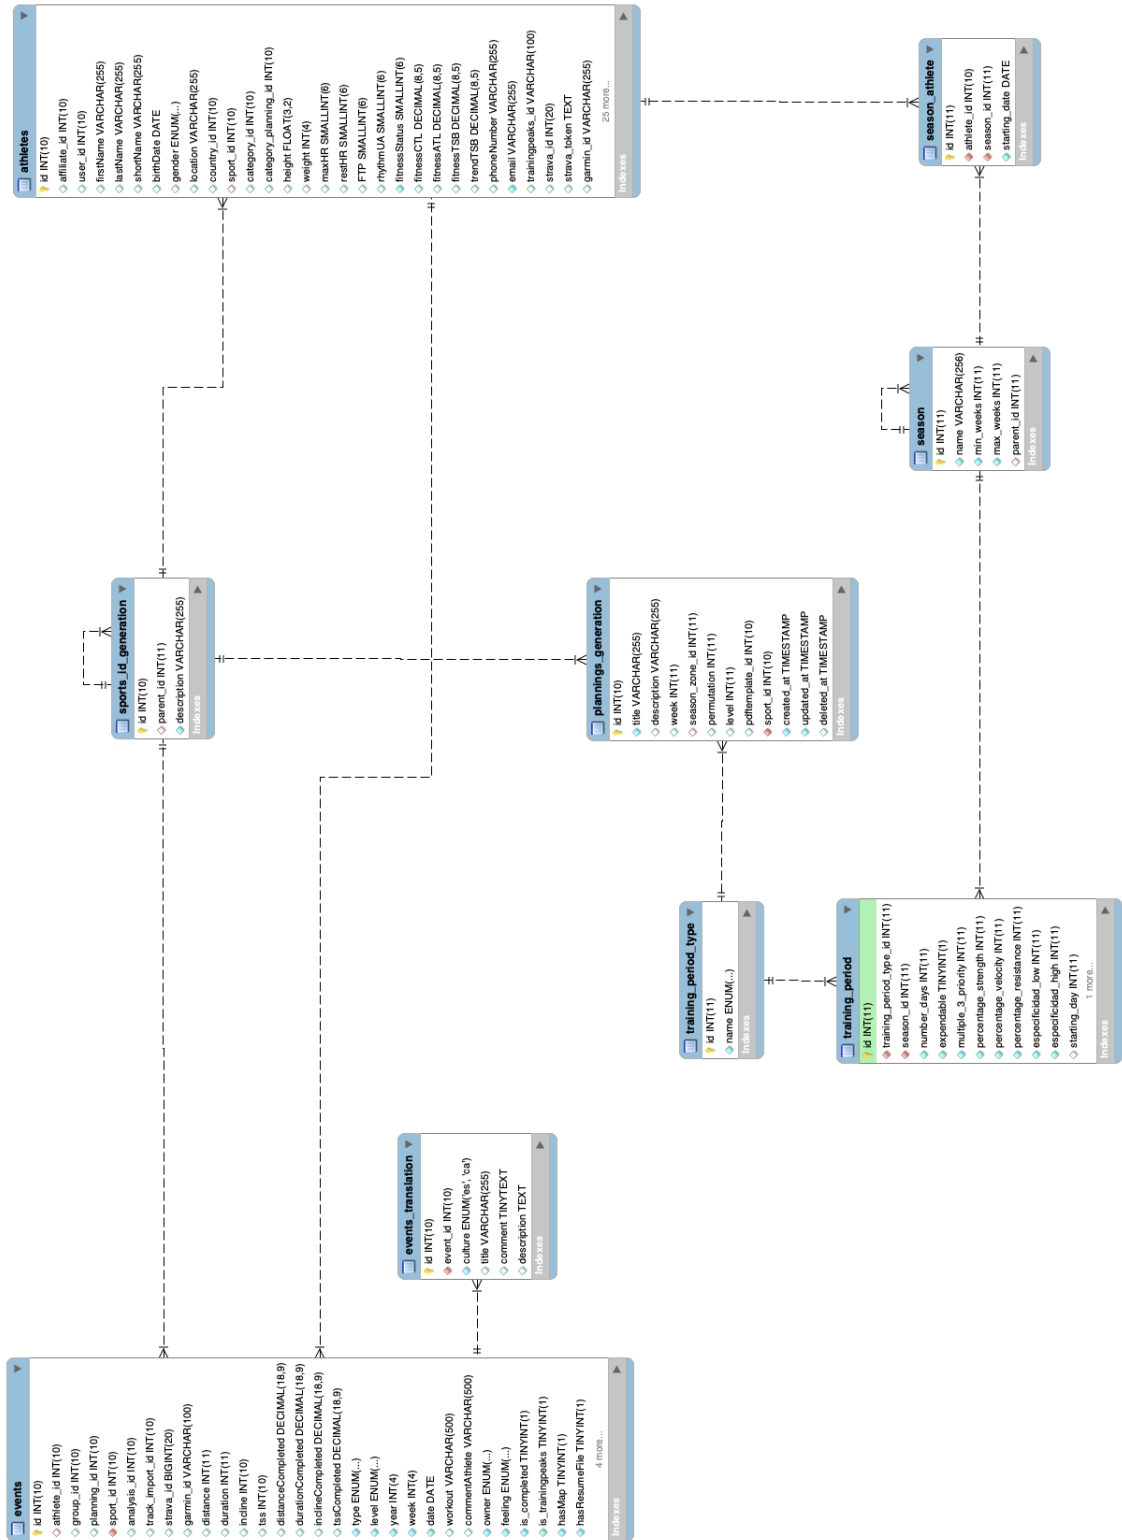 events
id INT(10)
athlete_id INT(10)
group_id INT(10)
planning_id INT(10)
sport_id INT(10)
analysis_id INT(10)
track_import_id INT(10)
strava_id BIGINT(20)
garmin_id VARCHAR(100)
distance INT(11)
duration INT(11)
incline INT(10)
tss INT(10)
distanceCompleted DECIMAL(18,9)
durationCompleted DECIMAL(18,9)
inclineCompleted DECIMAL(18,9)
tssCompleted DECIMAL(18,9)
type ENUM(...)
level ENUM(...)
year INT(4)
week INT(4)
date DATE
workout VARCHAR(500)
commentAthlete VARCHAR(500)
owner ENUM(...)
feeling ENUM(...)
is_completed TINYINT(1)
is_trainingpeaks TINYINT(1)
hasMap TINYINT(1)
hasResumeFile TINYINT(1)
4 more...
Indexes
events_translation
id INT(10)
event_id INT(10)
culture ENUM('es', 'ca')
title VARCHAR(255)
comment TINYTEXT
description TEXT
Indexes
training_period_type
id INT(11)
name ENUM(...)
Indexes
training_period
id INT(11)
training_period_type_id INT(11)
season_id INT(11)
number_days INT(11)
expendable TINYINT(1)
multiple_3_priority INT(11)
percentage_strength INT(11)
percentage_velocity INT(11)
percentage_resistance INT(11)
especificidad_low INT(11)
especificidad_high INT(11)
starting_day INT(11)
1 more...
Indexes
sports_id_generation
id INT(10)
parent_id INT(11)
description VARCHAR(255)
Indexes
plannings_generation
id INT(10)
title VARCHAR(255)
description VARCHAR(255)
week INT(11)
season_zone_id INT(11)
permutation INT(11)
level INT(11)
pdftemplate_id INT(10)
sport_id INT(10)
created_at TIMESTAMP
updated_at TIMESTAMP
deleted_at TIMESTAMP
Indexes
season
id INT(11)
name VARCHAR(256)
min_weeks INT(11)
max_weeks INT(11)
parent_id INT(11)
Indexes
athletes
id INT(10)
affiliate_id INT(10)
user_id INT(10)
firstName VARCHAR(255)
lastName VARCHAR(255)
shortName VARCHAR(255)
birthDate DATE
gender ENUM(...)
location VARCHAR(255)
country_id INT(10)
sport_id INT(10)
category_id INT(10)
category_planning_id INT(10)
height FLOAT(3,2)
weight INT(4)
maxHR SMALLINT(6)
restHR SMALLINT(6)
FTP SMALLINT(6)
rhythmUA SMALLINT(6)
fitnessStatus SMALLINT(6)
fitnessCTL DECIMAL(8,5)
fitnessATL DECIMAL(8,5)
fitnessTSB DECIMAL(8,5)
trendTSB DECIMAL(8,5)
phoneNumber VARCHAR(255)
email VARCHAR(255)
trainingpeaks_id VARCHAR(100)
strava_id INT(20)
strava_token TEXT
garmin_id VARCHAR(255)
25 more...
Indexes
season_athlete
id INT(11)
athlete_id INT(10)
season_id INT(11)
starting_date DATE
Indexes